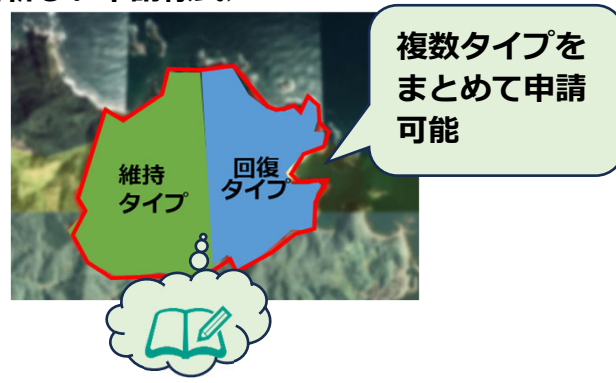 複数タイプを
まとめて申請
可能
維持
タイプ
回復
タイプ